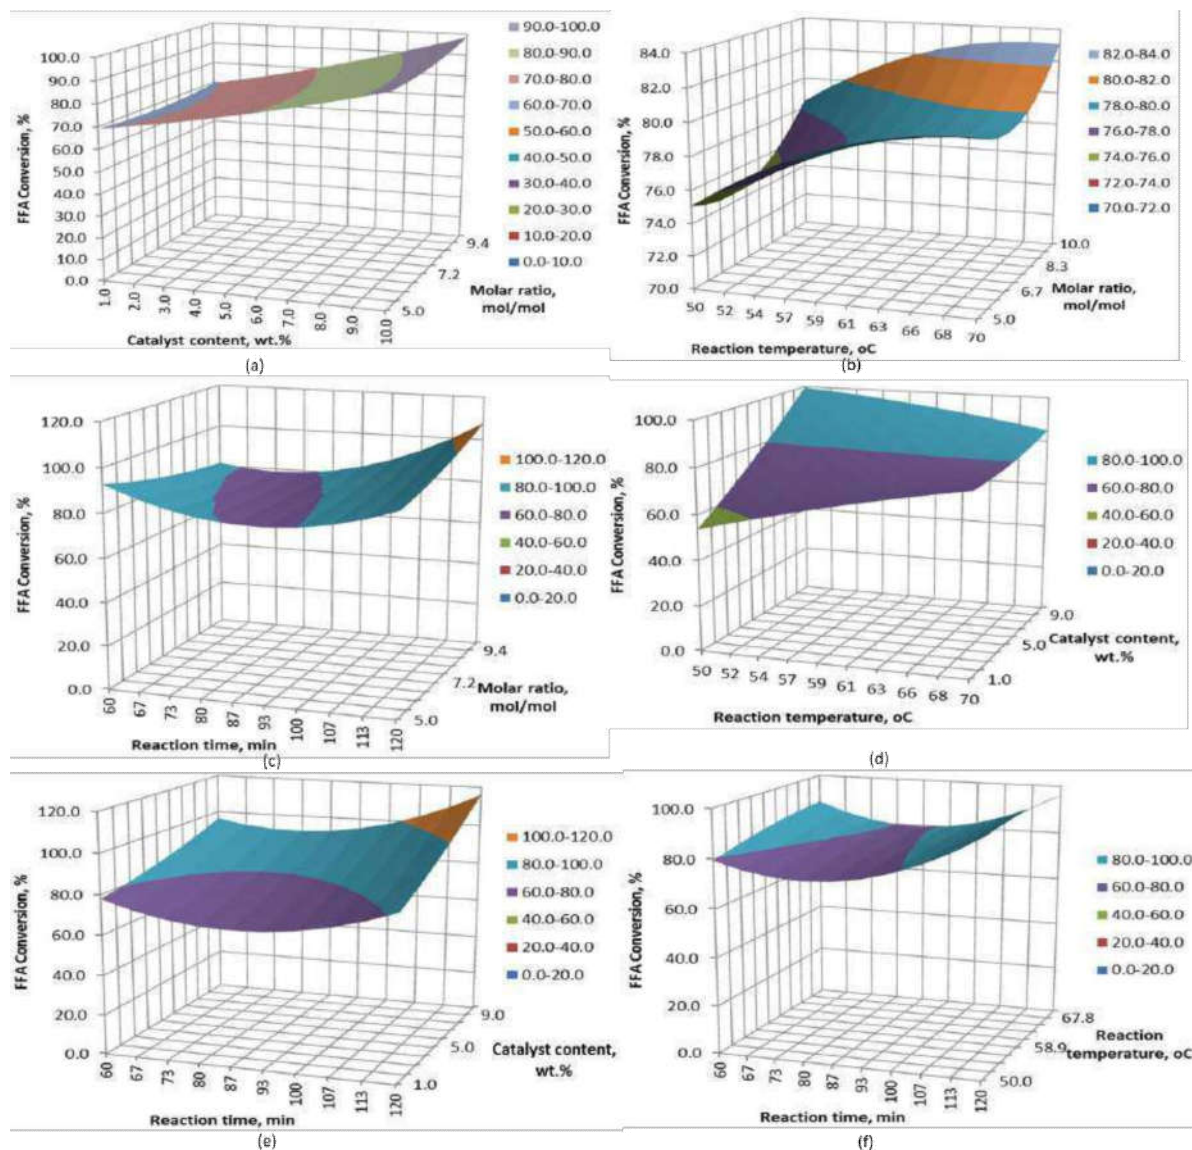 100.0
90.0
80.0
70.0
60.0
50.0
40.0
30.0
20.0
10.0
0.0
FFA Conversion, %
1.0 2.0 3.0 4.0 5.0 6.0 7.0 8.0 9.0 10.0
Catalyst content, wt.%
9.4
7.2
5.0
Molar ratio,
mol/mol
90.0-100.0
80.0-90.0
70.0-80.0
60.0-70.0
50.0-60.0
40.0-50.0
30.0-40.0
20.0-30.0
10.0-20.0
0.0-10.0
(a)
84.0
82.0
80.0
78.0
76.0
74.0
72.0
70.0
FFA Conversion, %
50 52 54 57 59 61 63 66 68 70
Reaction temperature, oC
10.0
8.3
6.7
5.0
Molar ratio,
mol/mol
82.0-84.0
80.0-82.0
78.0-80.0
76.0-78.0
74.0-76.0
72.0-74.0
70.0-72.0
(b)
120.0
100.0
80.0
60.0
40.0
20.0
0.0
FFA Conversion, %
60 67 73 80 87 93 100 107 113 120
Reaction time, min
9.4
7.2
5.0
Molar ratio,
mol/mol
100.0-120.0
80.0-100.0
60.0-80.0
40.0-60.0
20.0-40.0
0.0-20.0
(c)
100.0
80.0
60.0
40.0
20.0
0.0
FFA Conversion, %
50 52 54 57 59 61 63 66 68 70
Reaction temperature, oC
9.0
5.0
1.0
Catalyst content,
wt.%
80.0-100.0
60.0-80.0
40.0-60.0
20.0-40.0
0.0-20.0
(d)
120.0
100.0
80.0
60.0
40.0
20.0
0.0
FFA Conversion, %
60 67 73 80 87 93 100 107 113 120
Reaction time, min
9.0
5.0
1.0
Catalyst content,
wt.%
100.0-120.0
80.0-100.0
60.0-80.0
40.0-60.0
20.0-40.0
0.0-20.0
(e)
100.0
80.0
60.0
40.0
20.0
0.0
FFA Conversion, %
60 67 73 80 87 93 100 107 113 120
Reaction time, min
67.8
58.9
50.0
Reaction
temperature, oC
80.0-100.0
60.0-80.0
40.0-60.0
20.0-40.0
0.0-20.0
(f)